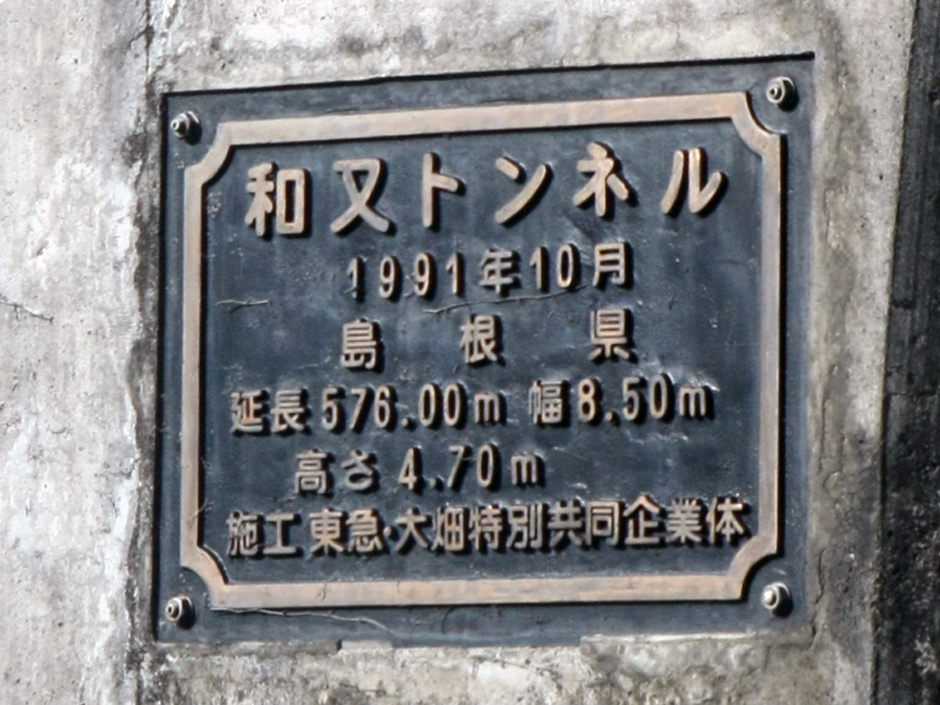 和又トンネル
1991年10月
島根県
延長576.00m 幅8.50m
高さ4.70m
施工 東急・大畑特別共同企業体